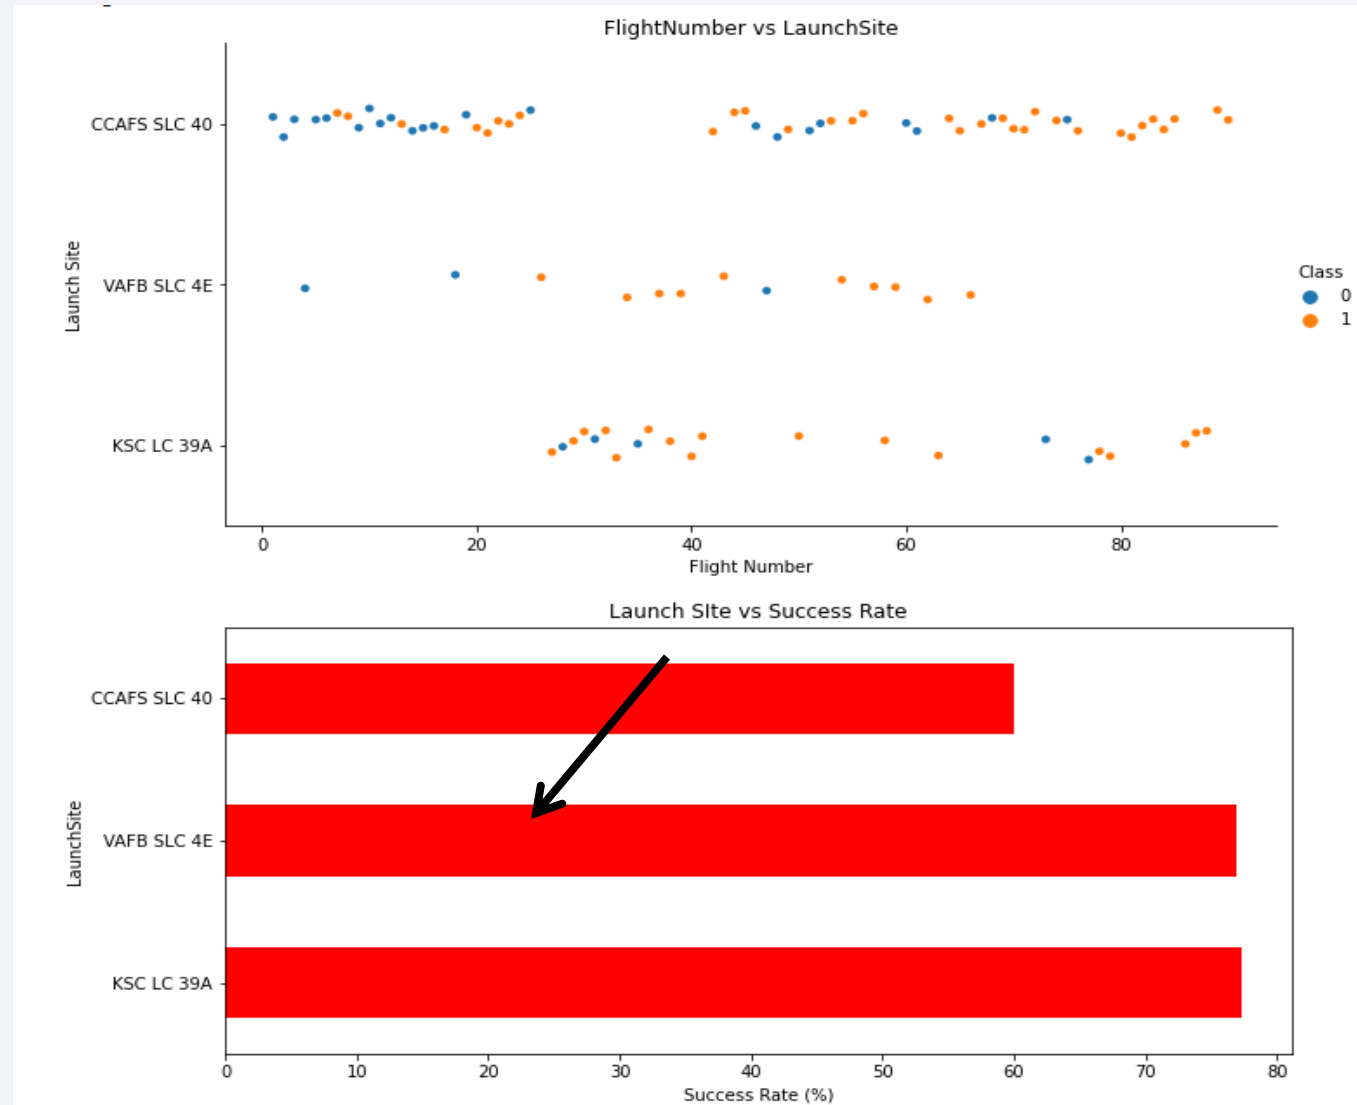 FlightNumber vs LaunchSite
CCAFS SLC 40
VAFB SLC 4E
KSC LC 39A
Launch Site
0 20 40 60 80
Flight Number
Class
0
1
Launch SIte vs Success Rate
CCAFS SLC 40
VAFB SLC 4E
KSC LC 39A
LaunchSite
0 10 20 30 40 50 60 70 80
Success Rate (%)